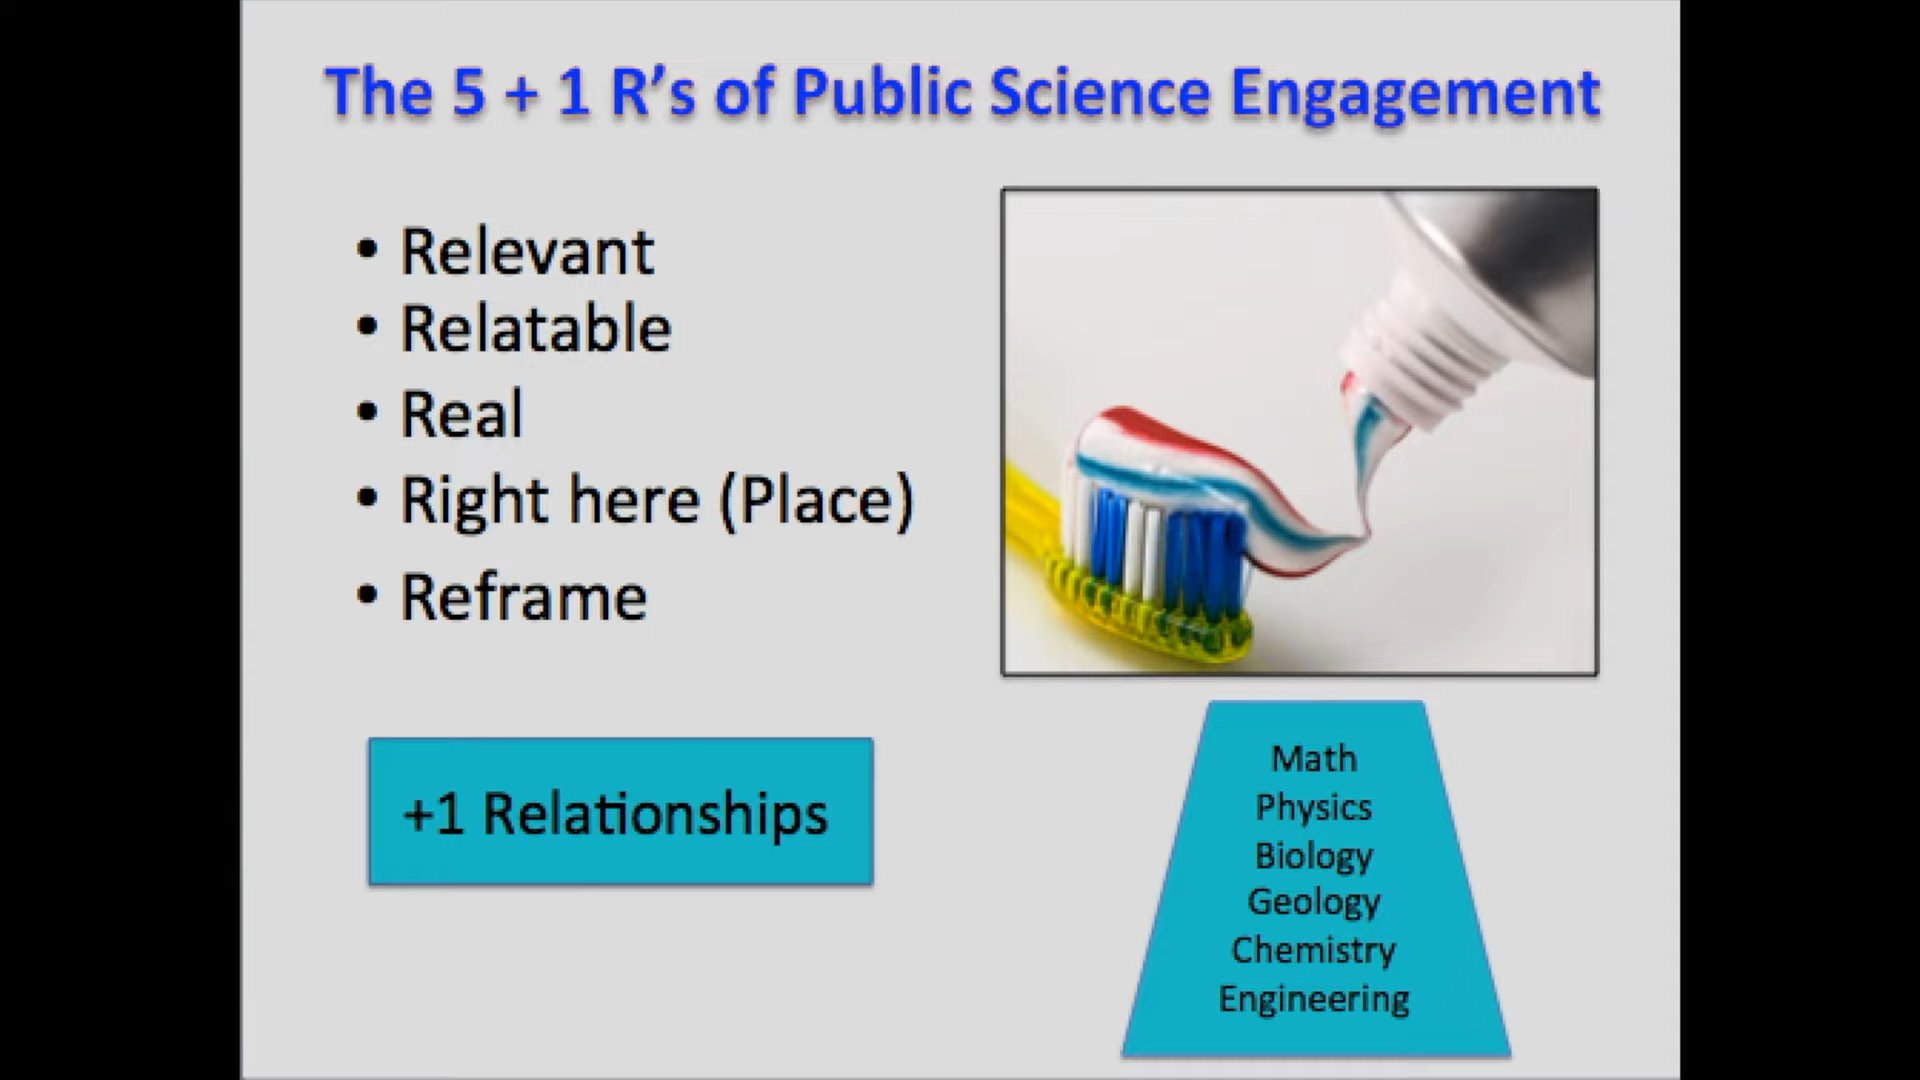 The 5 + 1 R’s of Public Science Engagement
• Relevant
• Relatable
• Real
• Right here (Place)
• Reframe
+1 Relationships
Math
Physics
Biology
Geology
Chemistry
Engineering